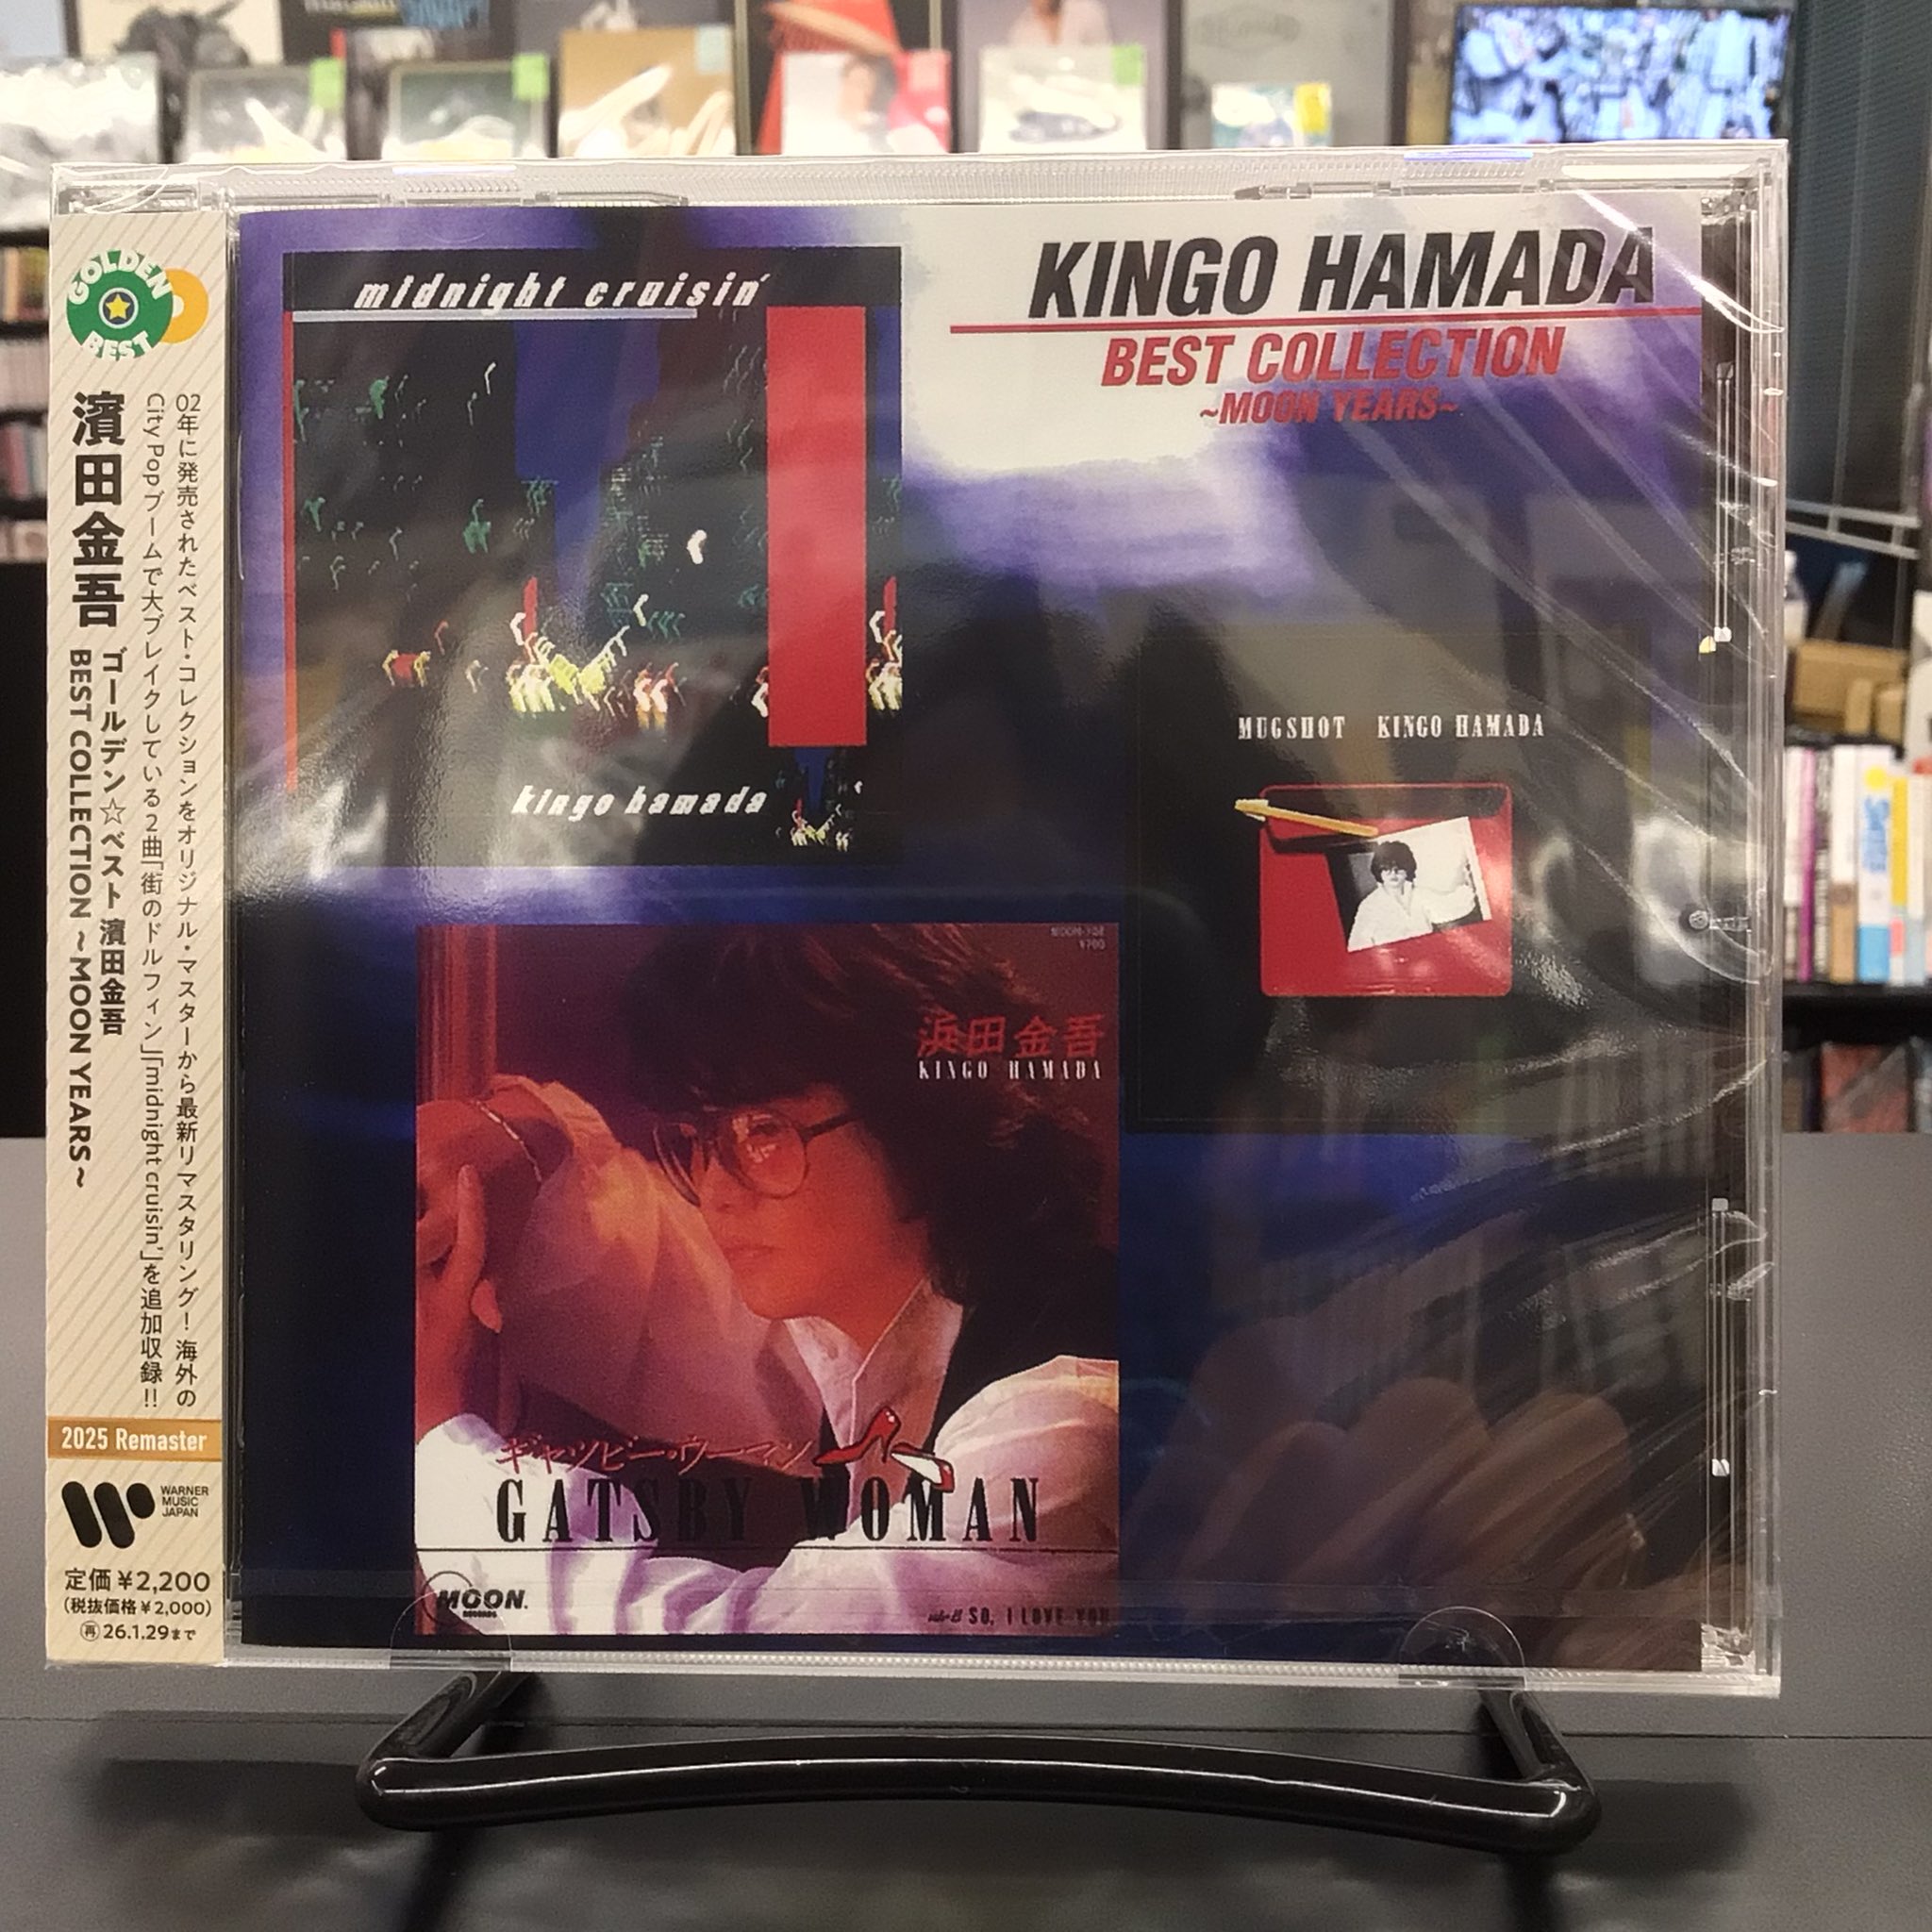 GOLDEN
BEST
02年に発売されたベスト・コレクションをオリジナル・マスターから最新リマスタリング！ 海外の
City Pop ブームで大ブレイクしている2曲「街のドルフィン」「midnight cruisin'」を追加収録!!
濱田金吾
ゴールデン☆ベスト 濱田金吾
BEST COLLECTION ~MOON YEARS~
2025 Remaster
WARNER
MUSIC
JAPAN
定価¥2,200
(税抜価格¥2,000)
再 26.1.29まで
KINGO HAMADA
BEST COLLECTION
~MOON YEARS~
midnight cruisin'
kingo hamada
MUGSHOT KINGO HAMADA
¥700
浜田金吾
KINGO HAMADA
ギャツビー・ウーマン
GATSBY WOMAN
MOON
RECORDS
SO, I LOVE YOU